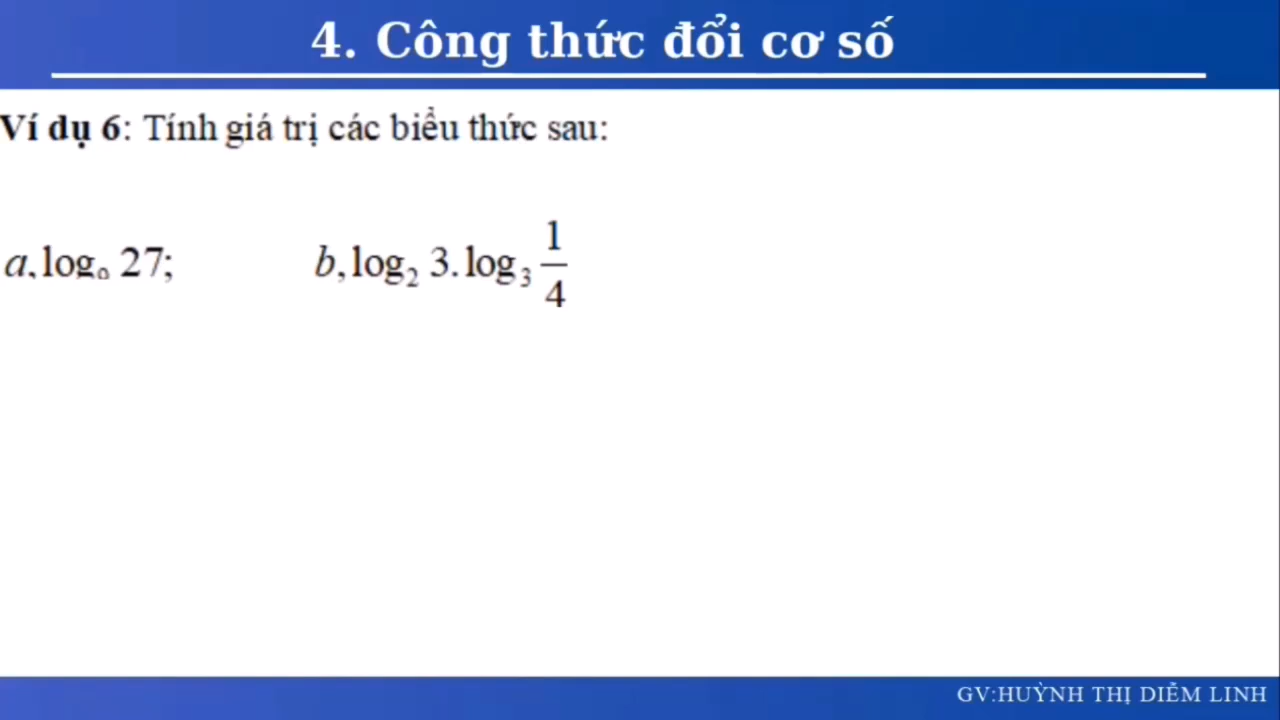 4. Công thức đổi cơ số
Ví dụ 6: Tính giá trị các biểu thức sau:
a, log₉ 27; b, log₂ 3. log₃ 1/4
GV:HUỲNH THỊ DIỄM LINH